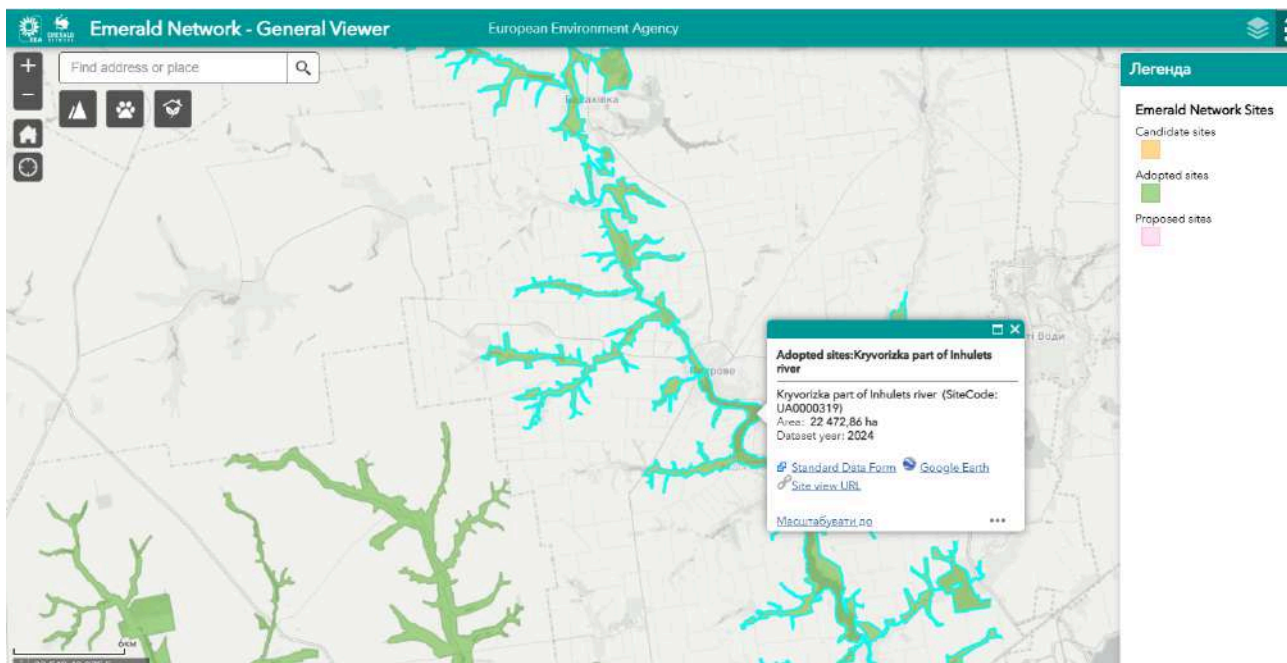 Emerald Network - General Viewer
European Environment Agency
Find address or place
Легенда
Emerald Network Sites
Candidate sites
Adopted sites
Proposed sites
Води
Adopted sites:Kryvorizka part of Inhulets
river
Kryvorizka part of Inhulets river (SiteCode:
UA0000319)
Area: 22 472,86 ha
Dataset year: 2024
Standard Data Form Google Earth
Site view URL
Масштабувати до
6км